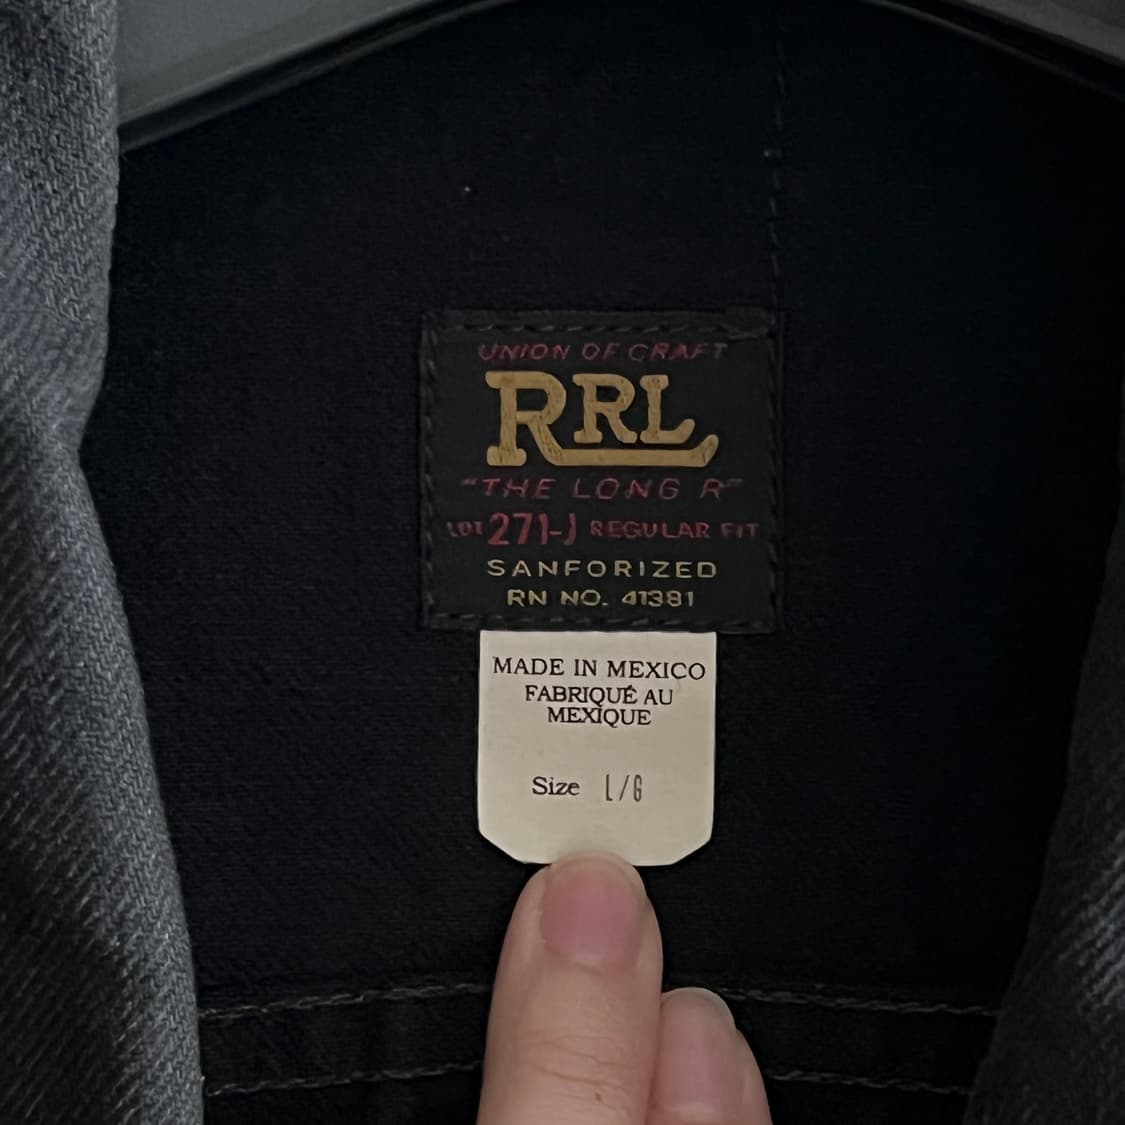 UNION OF CRAFT
RRL
"THE LONG R"
LOT 271-J REGULAR FIT
SANFORIZED
RN NO. 41381
MADE IN MEXICO
FABRIQUÉ AU
MEXIQUE
Size L/G